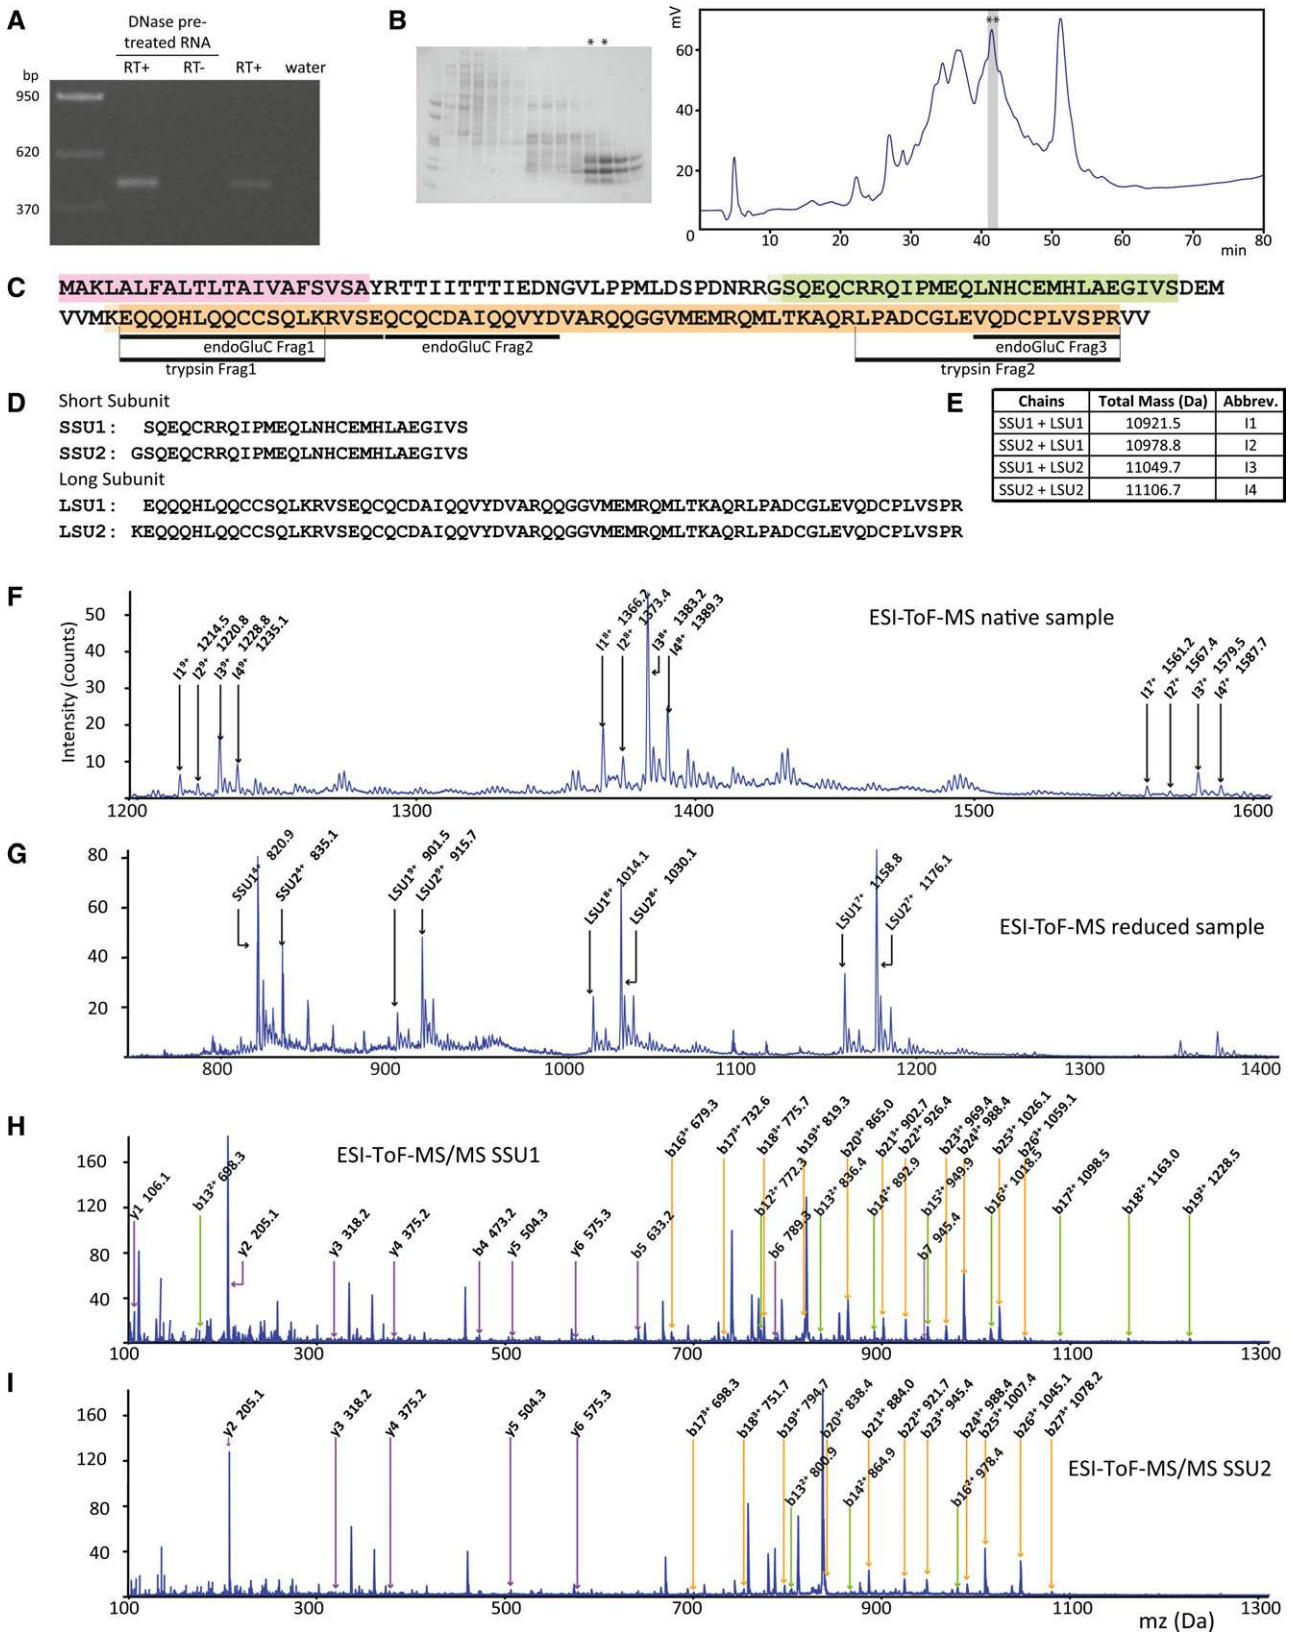 A
DNase pre-
treated RNA
bp
RT+ RT- RT+ water
950
620
370
B
* *
mV
**
60
40
20
0
10 20 30 40 50 60 70 80
min
C
MAKLALFALTLTAIVAFSVSAYRTTIITTTIEDNGVLPPMLDSPDNRRGSQEQCRRQIPMEQLNHCEMHLAEGIVSDEM
VVMKEQQQHLQQCCSQLKRVSEQCQCDAIQQVYDVARQQGGVMEMRQMLTKAQRLPADCGLEVQDCPLVSPRVV
endoGluC Frag1 endoGluC Frag2 endoGluC Frag3
trypsin Frag1 trypsin Frag2
D
Short Subunit
SSU1: SQEQCRRQIPMEQLNHCEMHLAEGIVS
SSU2: GSQEQCRRQIPMEQLNHCEMHLAEGIVS
Long Subunit
LSU1: EQQQHLQQCCSQLKRVSEQCQCDAIQQVYDVARQQGGVMEMRQMLTKAQRLPADCGLEVQDCPLVSPR
LSU2: KEQQQHLQQCCSQLKRVSEQCQCDAIQQVYDVARQQGGVMEMRQMLTKAQRLPADCGLEVQDCPLVSPR
E
Chains Total Mass (Da) Abbrev.
SSU1 + LSU1 10921.5 I1
SSU2 + LSU1 10978.8 I2
SSU1 + LSU2 11049.7 I3
SSU2 + LSU2 11106.7 I4
F
ESI-ToF-MS native sample
Intensity (counts)
50
40
30
20
10
I1⁹⁺ 1214.5
I2⁹⁺ 1220.8
I3⁹⁺ 1228.8
I4⁹⁺ 1235.1
I1⁸⁺ 1366.2
I2⁸⁺ 1373.4
I3⁸⁺ 1383.2
I4⁸⁺ 1389.3
I1⁷⁺ 1561.2
I2⁷⁺ 1567.4
I3⁷⁺ 1579.5
I4⁷⁺ 1587.7
1200 1300 1400 1500 1600
G
ESI-ToF-MS reduced sample
80
60
40
20
SSU1⁴⁺ 820.9
SSU2⁴⁺ 835.1
LSU1⁹⁺ 901.5
LSU2⁹⁺ 915.7
LSU1⁸⁺ 1014.1
LSU2⁸⁺ 1030.1
LSU1⁷⁺ 1158.8
LSU2⁷⁺ 1176.1
800 900 1000 1100 1200 1300 1400
H
ESI-ToF-MS/MS SSU1
160
120
80
40
y1 106.1
b13²⁺ 698.3
y2 205.1
y3 318.2
y4 375.2
b4 473.2
y5 504.3
y6 575.3
b5 633.2
b16³⁺ 679.3
b17³⁺ 732.6
b18³⁺ 775.7
b12²⁺ 772.3
b6 789.3
b19³⁺ 819.3
b13²⁺ 836.4
b20³⁺ 865.0
b14²⁺ 892.9
b21³⁺ 902.7
b22³⁺ 926.4
b7 945.4
b15²⁺ 949.9
b23³⁺ 969.4
b24³⁺ 988.4
b16²⁺ 1018.5
b25³⁺ 1026.1
b26³⁺ 1059.1
b17²⁺ 1098.5
b18²⁺ 1163.0
b19²⁺ 1228.5
100 300 500 700 900 1100 1300
I
ESI-ToF-MS/MS SSU2
160
120
80
40
y2 205.1
y3 318.2
y4 375.2
y5 504.3
y6 575.3
b17³⁺ 698.3
b18³⁺ 751.7
b19³⁺ 794.7
b13²⁺ 800.9
b20³⁺ 838.4
b14²⁺ 864.9
b21³⁺ 884.0
b22³⁺ 921.7
b23³⁺ 945.4
b16²⁺ 978.4
b24³⁺ 988.4
b25³⁺ 1007.4
b26³⁺ 1045.1
b27³⁺ 1078.2
100 300 500 700 900 1100 1300
mz (Da)